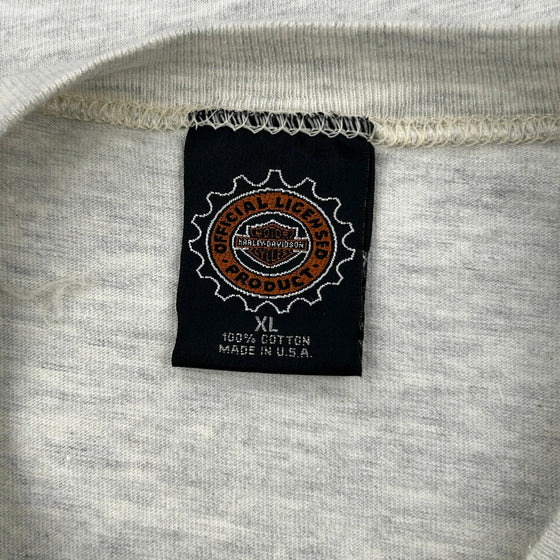 OFFICIAL LICENSED
HARLEY-DAVIDSON
PRODUCT
XL
100% COTTON
MADE IN U.S.A.